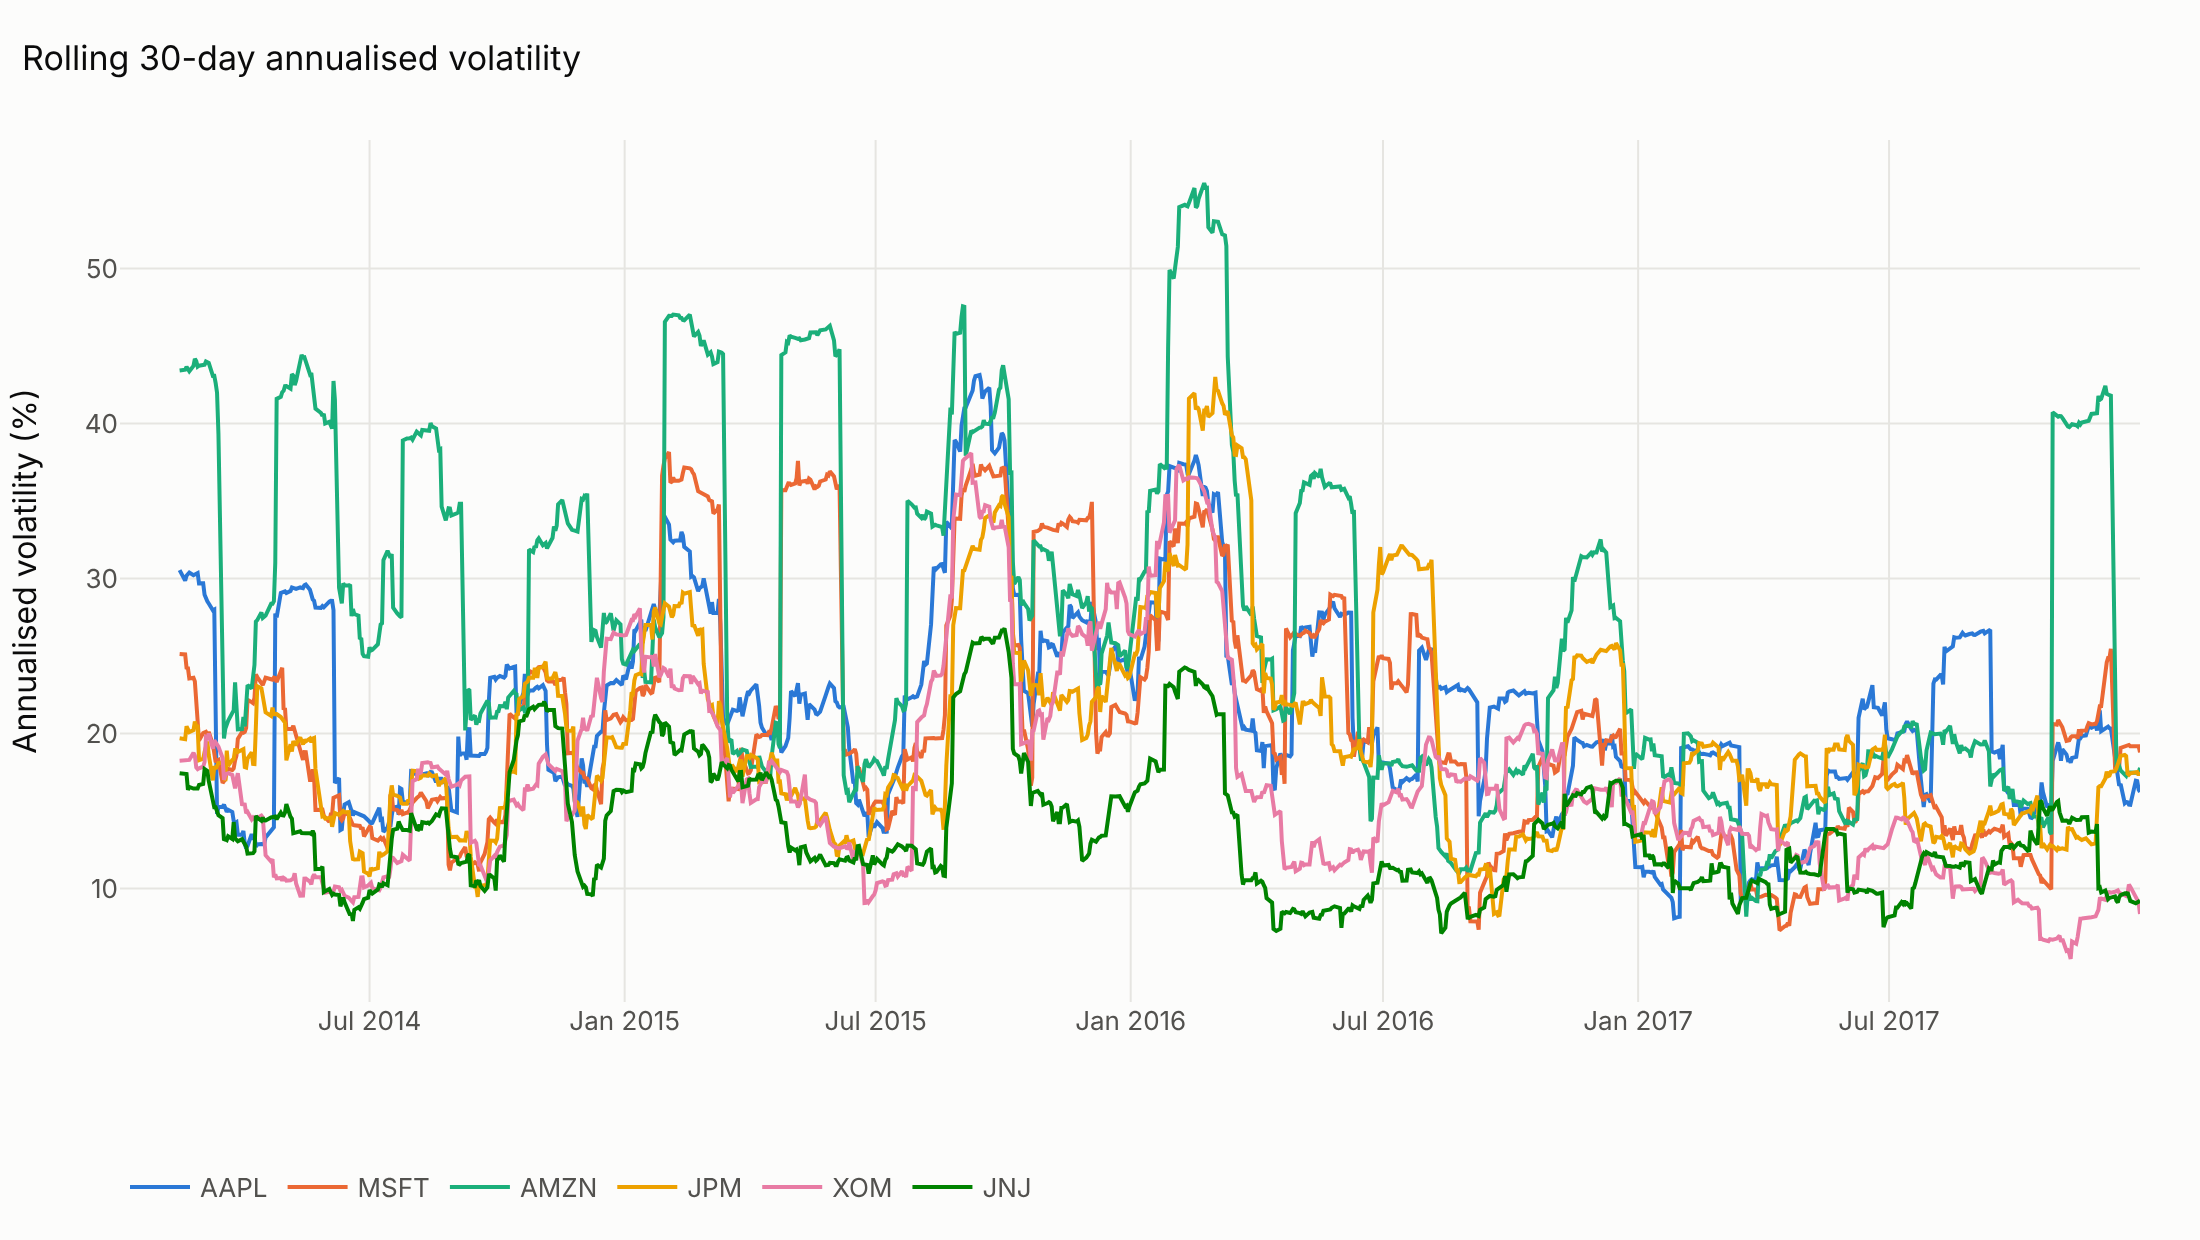 Rolling 30-day annualised volatility
Annualised volatility (%)
50
40
30
20
10
Jul 2014
Jan 2015
Jul 2015
Jan 2016
Jul 2016
Jan 2017
Jul 2017
AAPL
MSFT
AMZN
JPM
XOM
JNJ